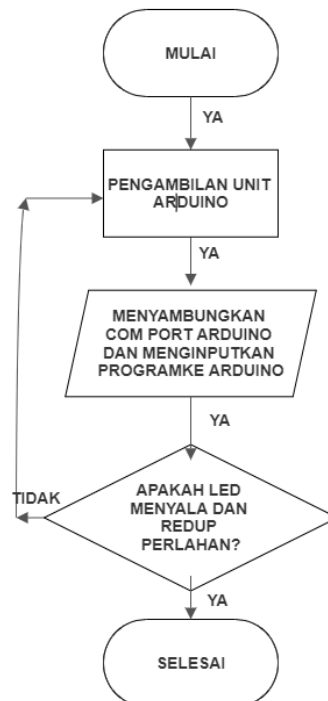 MULAI
YA
PENGAMBILAN UNIT
ARDUINO
YA
MENYAMBUNGKAN
COM PORT ARDUINO
DAN MENGINPUTKAN
PROGRAMKE ARDUINO
YA
APAKAH LED
MENYALA DAN
REDUP
PERLAHAN?
TIDAK
YA
SELESAI